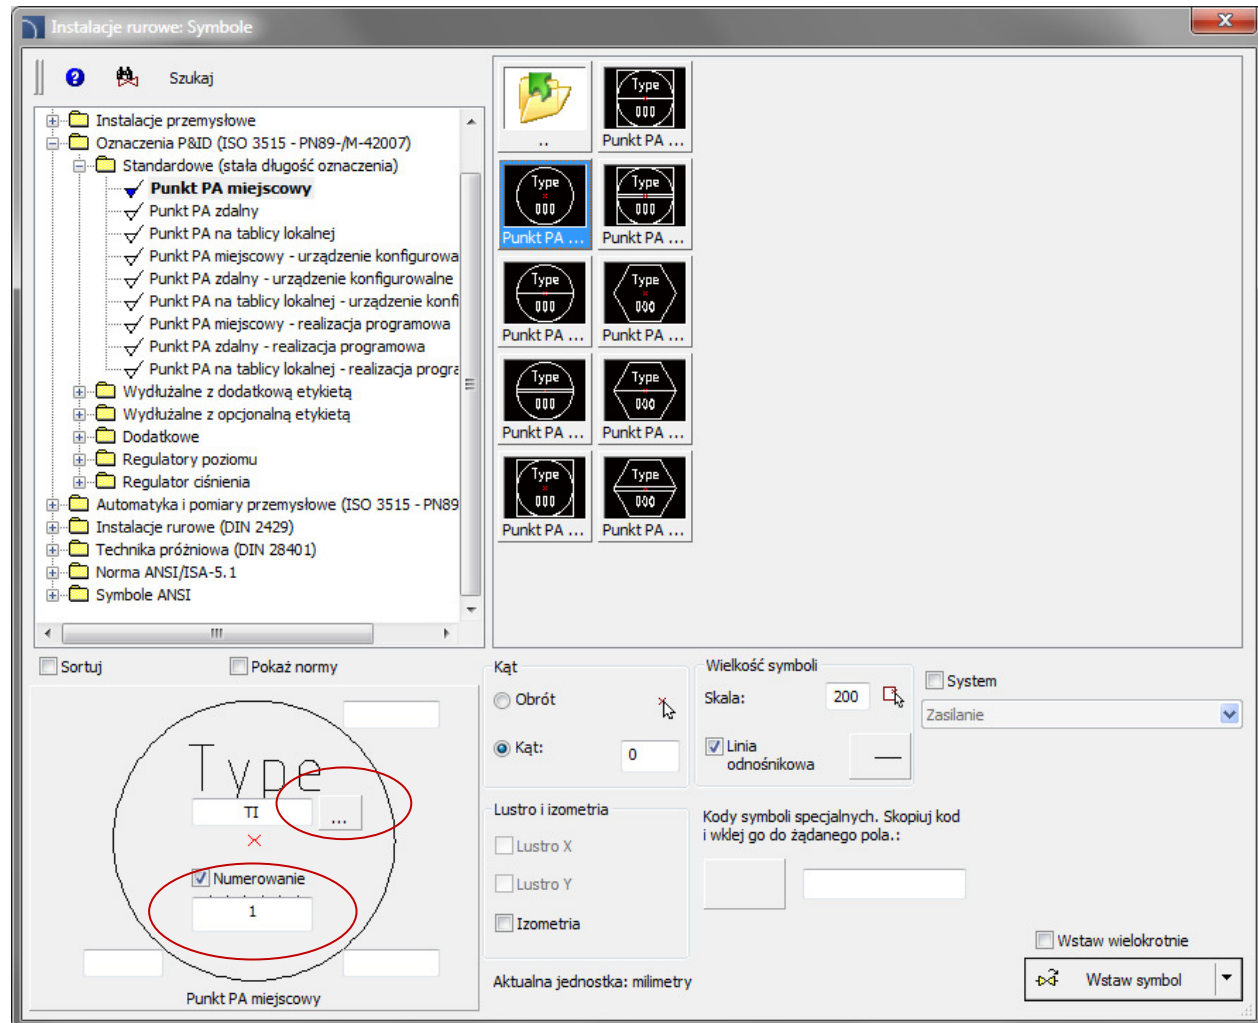 Instalacje rurowe: Symbole
Szukaj
Instalacje przemysłowe
Oznaczenia P&ID (ISO 3515 - PN89-/M-42007)
Standardowe (stała długość oznaczenia)
Punkt PA miejscowy
Punkt PA zdalny
Punkt PA na tablicy lokalnej
Punkt PA miejscowy - urządzenie konfigurowa
Punkt PA zdalny - urządzenie konfigurowalne
Punkt PA na tablicy lokalnej - urządzenie konfi
Punkt PA miejscowy - realizacja programowa
Punkt PA zdalny - realizacja programowa
Punkt PA na tablicy lokalnej - realizacja progra
Wydłużalne z dodatkową etykietą
Wydłużalne z opcjonalną etykietą
Dodatkowe
Regulatory poziomu
Regulator ciśnienia
Automatyka i pomiary przemysłowe (ISO 3515 - PN89
Instalacje rurowe (DIN 2429)
Technika próżniowa (DIN 28401)
Norma ANSI/ISA-5.1
Symbole ANSI
..
Type
000
Punkt PA ...
Type
000
Punkt PA ...
Type
000
Punkt PA ...
Type
000
Punkt PA ...
Type
000
Punkt PA ...
Type
000
Punkt PA ...
Type
000
Punkt PA ...
Type
000
Punkt PA ...
Type
000
Punkt PA ...
Sortuj
Pokaż normy
Type
TI
...
Numerowanie
1
Punkt PA miejscowy
Kąt
Obrót
Kąt:
0
Wielkość symboli
Skala:
200
Linia
odnośnikowa
System
Zasilanie
Lustro i izometria
Lustro X
Lustro Y
Izometria
Kody symboli specjalnych. Skopiuj kod
i wklej go do żądanego pola.:
Aktualna jednostka: milimetry
Wstaw wielokrotnie
Wstaw symbol